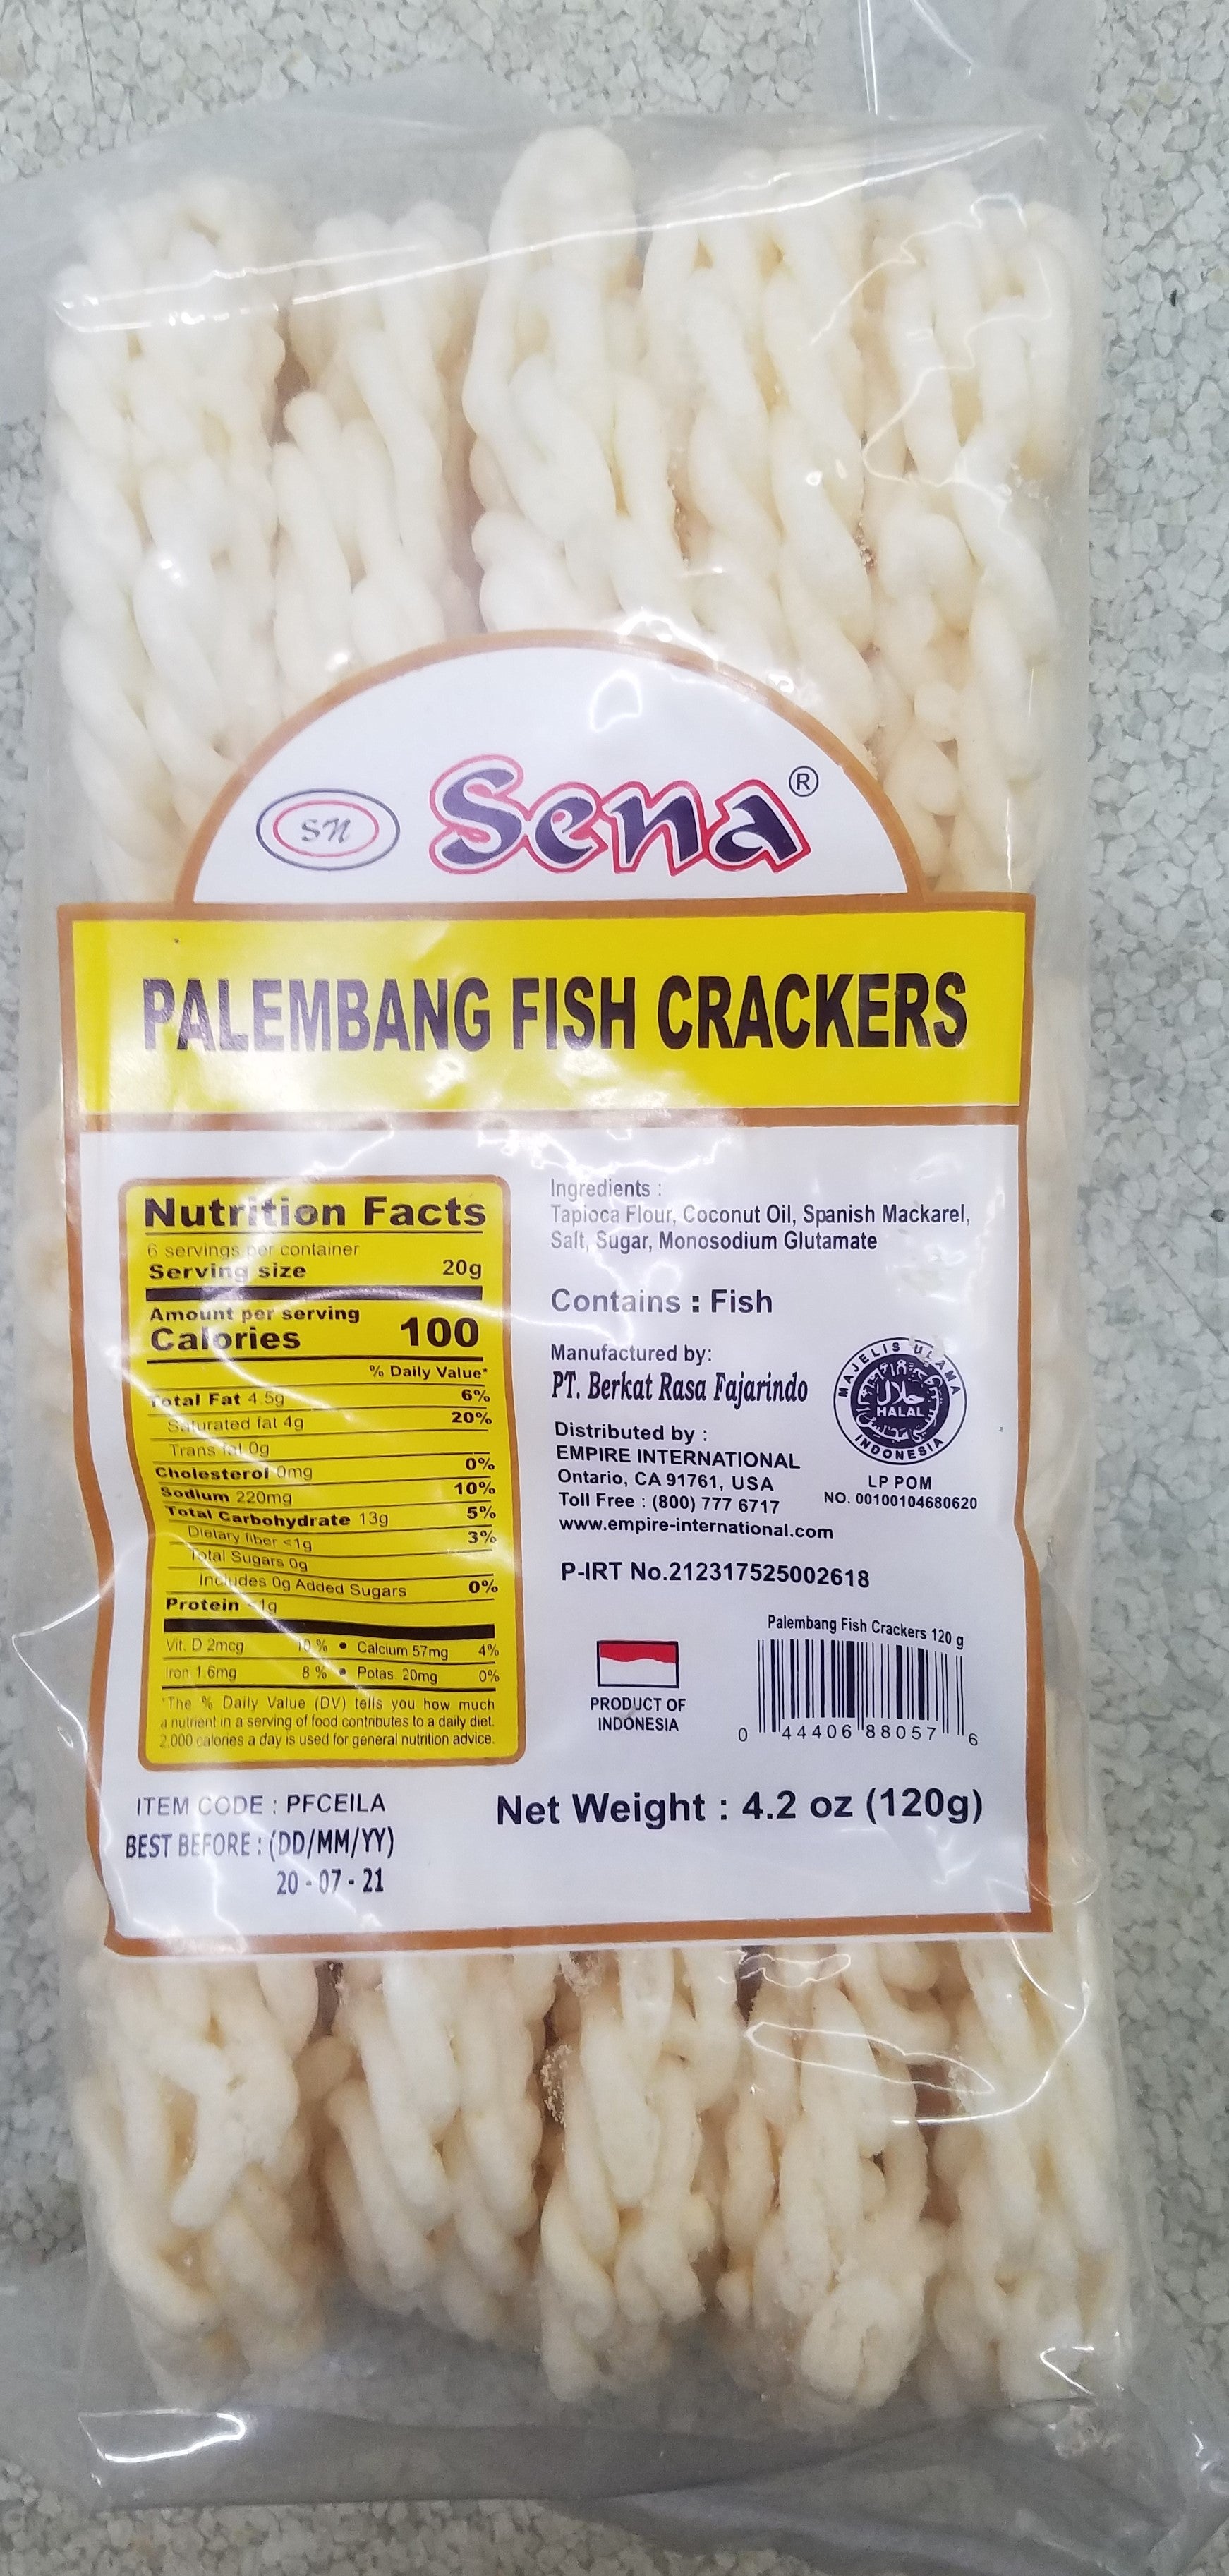 SN
Sena®
PALEMBANG FISH CRACKERS
Nutrition Facts
6 servings per container
Serving size 20g
Amount per serving
Calories 100
% Daily Value*
Total Fat 4.5g 6%
Saturated fat 4g 20%
Trans fat 0g
Cholesterol 0mg 0%
Sodium 220mg 10%
Total Carbohydrate 13g 5%
Dietary fiber <1g 3%
Total Sugars 0g
Includes 0g Added Sugars 0%
Protein <1g
Vit. D 2mcg 10 % • Calcium 57mg 4%
Iron 1.6mg 8 % • Potas. 20mg 0%
*The % Daily Value (DV) tells you how much
a nutrient in a serving of food contributes to a daily diet.
2,000 calories a day is used for general nutrition advice.
ITEM CODE : PFCEILA
BEST BEFORE : (DD/MM/YY)
20 - 07 - 21
Ingredients :
Tapioca Flour, Coconut Oil, Spanish Mackarel,
Salt, Sugar, Monosodium Glutamate
Contains : Fish
Manufactured by:
PT. Berkat Rasa Fajarindo
Distributed by :
EMPIRE INTERNATIONAL
Ontario, CA 91761, USA
Toll Free : (800) 777 6717
www.empire-international.com
MAJELIS ULAMA
حلال
HALAL
INDONESIA
LP POM
NO. 00100104680620
P-IRT No.212317525002618
PRODUCT OF
INDONESIA
Palembang Fish Crackers 120 g
0 44406 88057 6
Net Weight : 4.2 oz (120g)